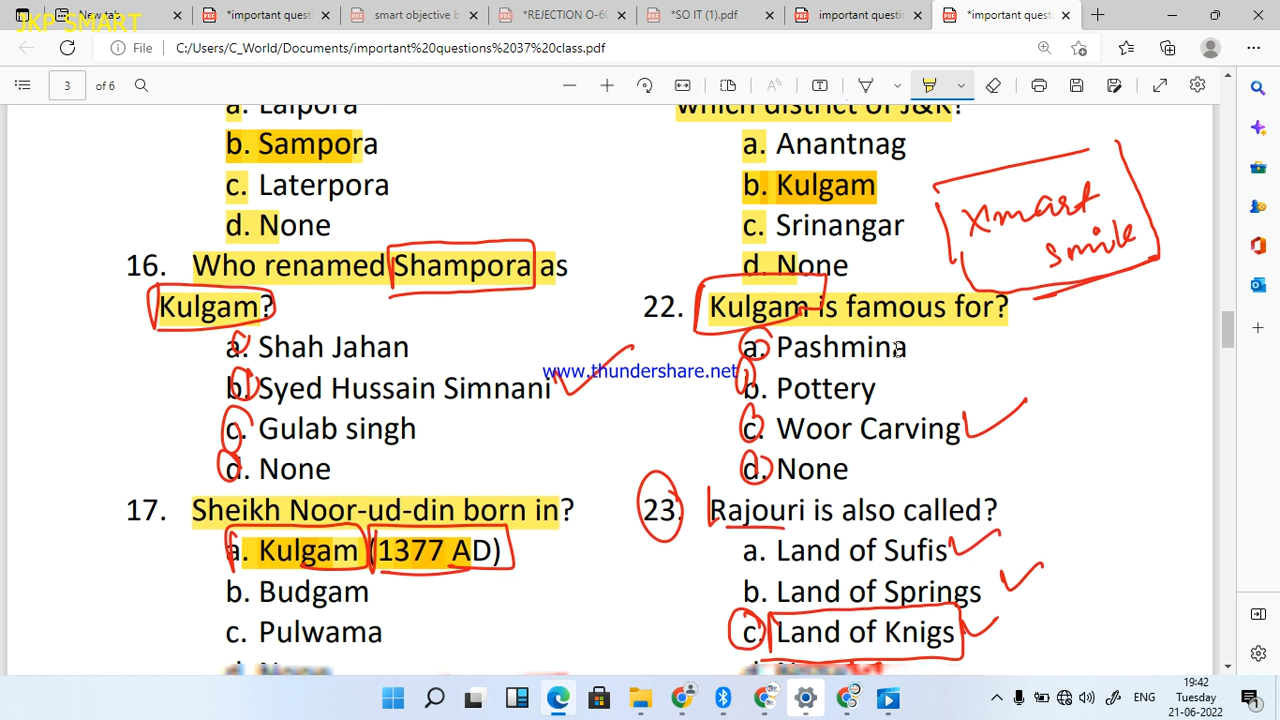 JKP SMART
New tab
*important questi
smart objective b
*REJECTION O-6
*SO IT (1).pdf
important questic
*important questi
File
C:/Users/C_World/Documents/important%20questions%2037%20class.pdf
3 of 6
a. Lalpora
b. Sampora
c. Laterpora
d. None
16. Who renamed Shampora as
Kulgam?
a. Shah Jahan
b. Syed Hussain Simnani
c. Gulab singh
d. None
17. Sheikh Noor-ud-din born in?
a. Kulgam (1377 AD)
b. Budgam
c. Pulwama
d. None
which district of J&K?
a. Anantnag
b. Kulgam
c. Srinangar
d. None
22. Kulgam is famous for?
a. Pashmina
b. Pottery
c. Woor Carving
d. None
23. Rajouri is also called?
a. Land of Sufis
b. Land of Springs
c. Land of Knigs
Xmart
smile
www.thundershare.net
ENG
19:42
Tuesday
21-06-2022